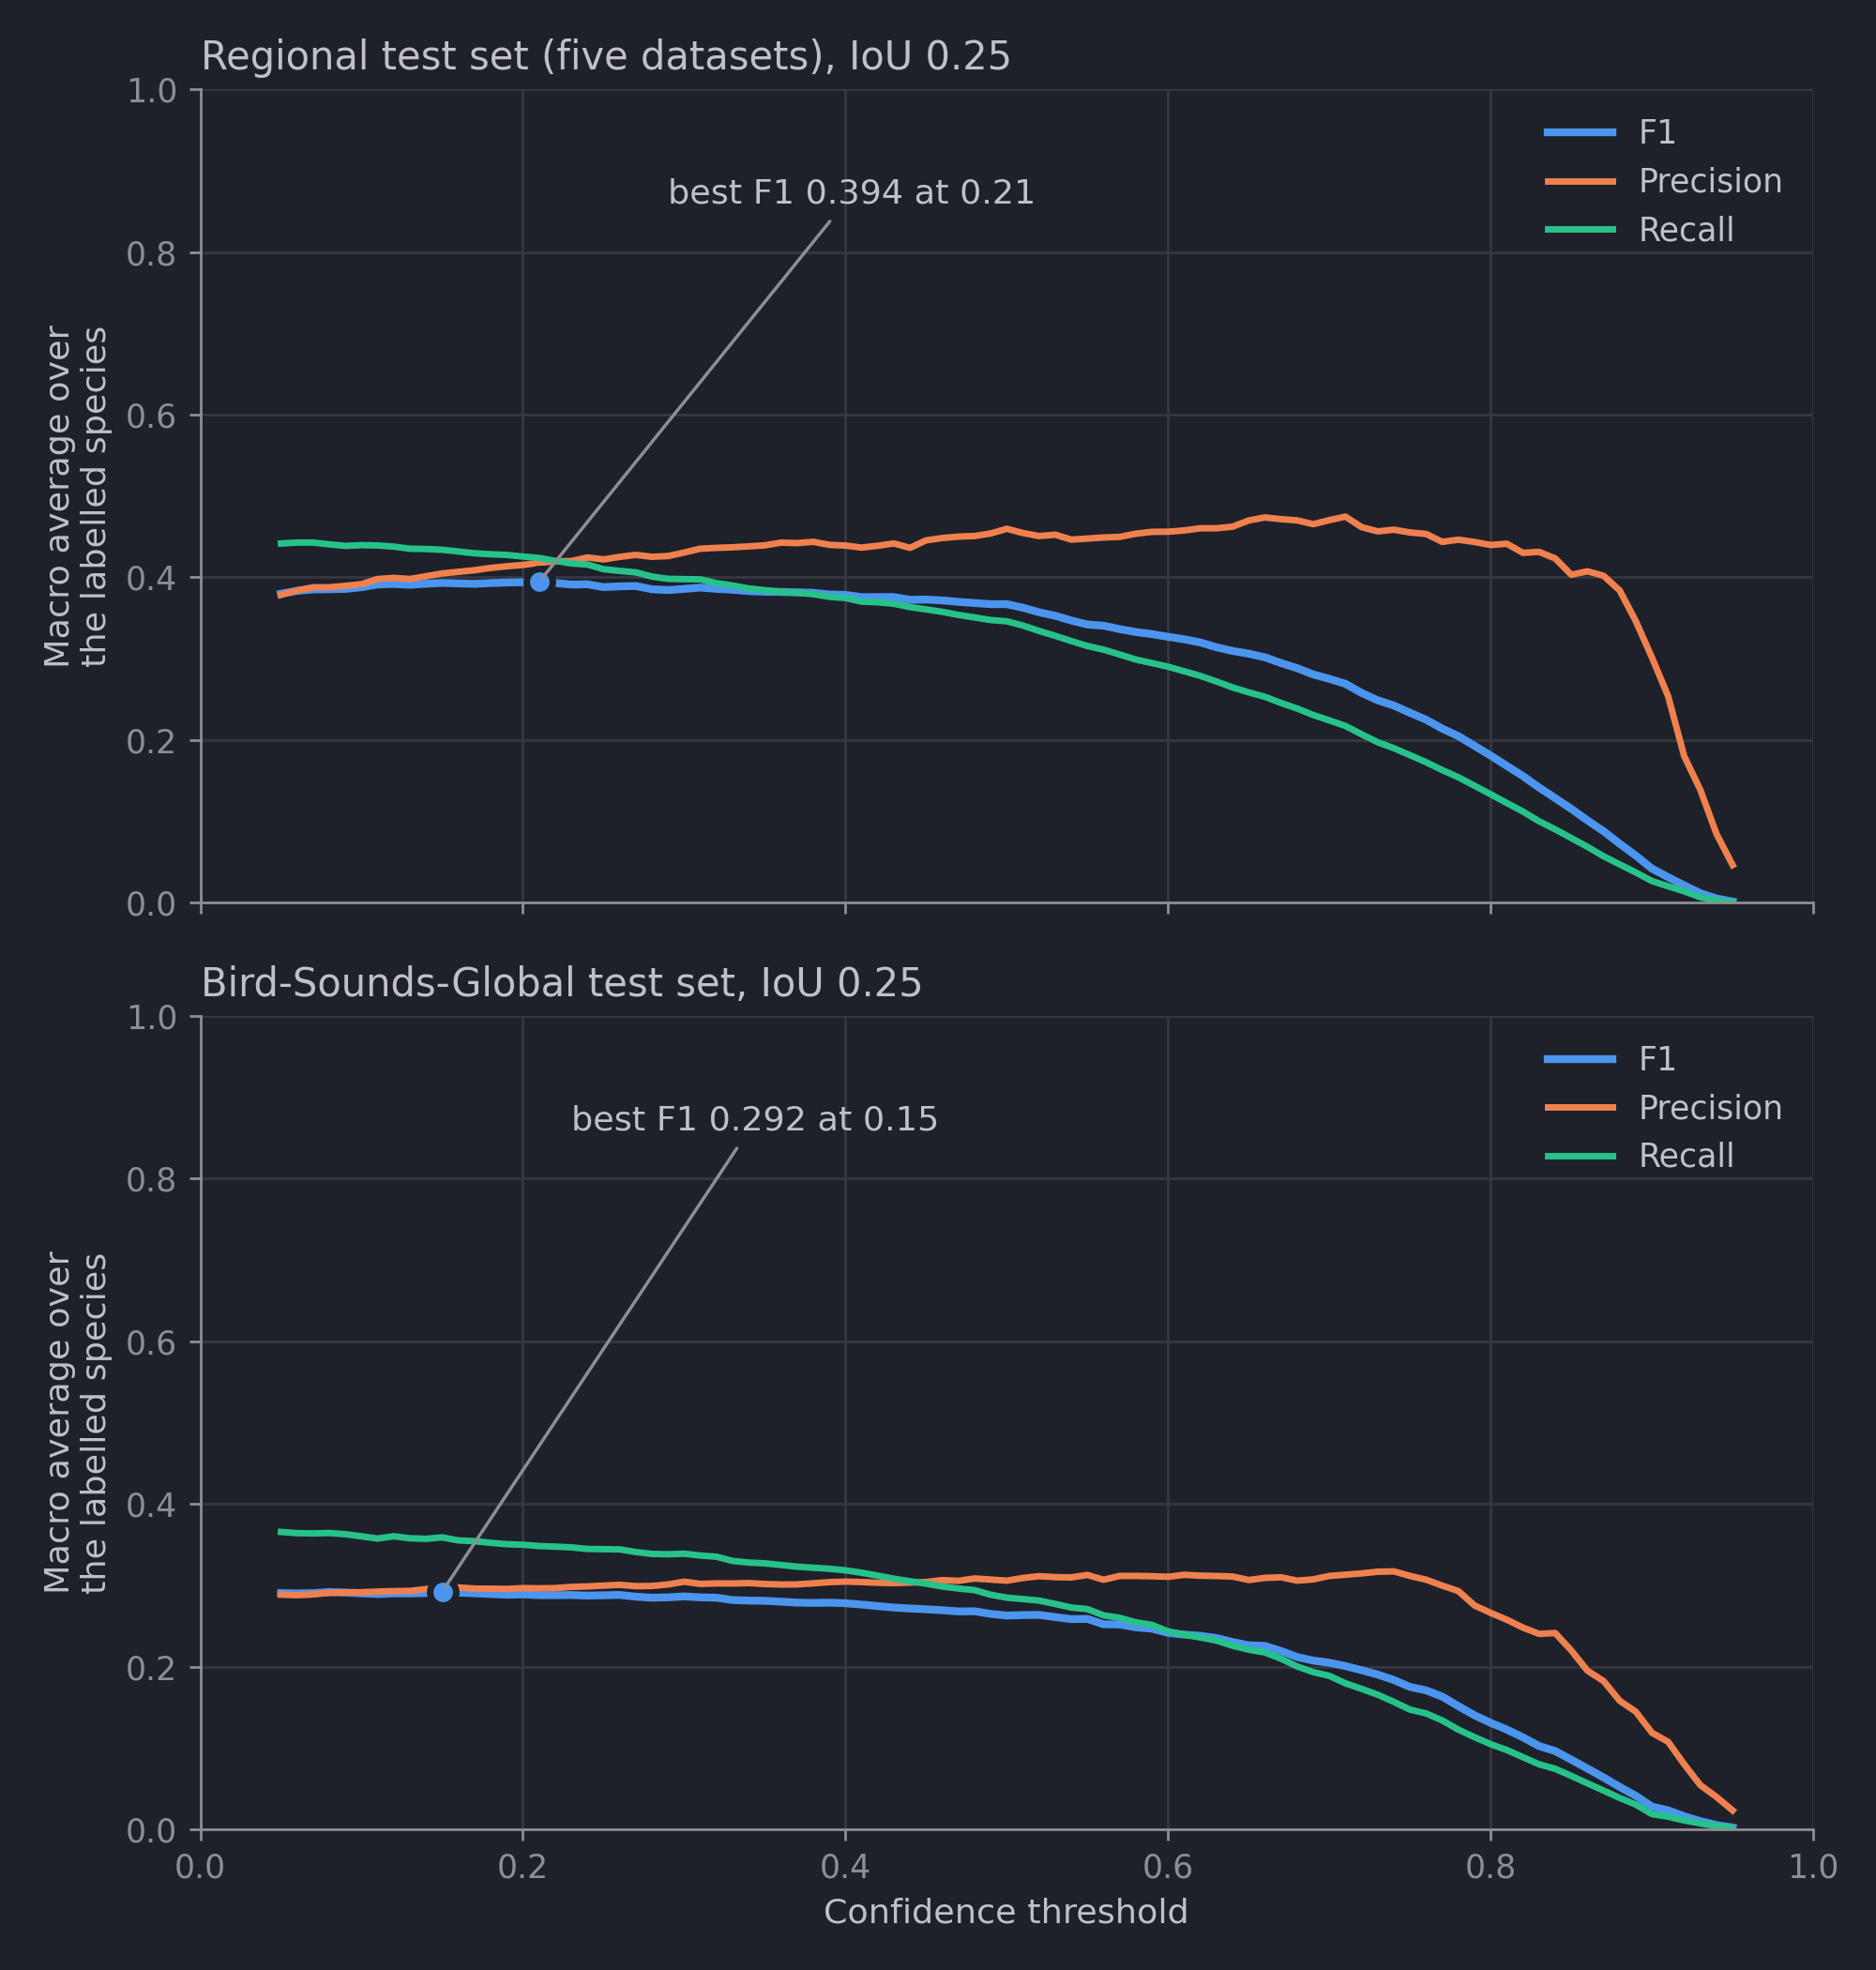 Regional test set (five datasets), IoU 0.25
1.0
0.8
0.6
0.4
0.2
0.0
Macro average over
the labelled species
best F1 0.394 at 0.21
F1
Precision
Recall
Bird-Sounds-Global test set, IoU 0.25
1.0
0.8
0.6
0.4
0.2
0.0
Macro average over
the labelled species
best F1 0.292 at 0.15
F1
Precision
Recall
0.0 0.2 0.4 0.6 0.8 1.0
Confidence threshold